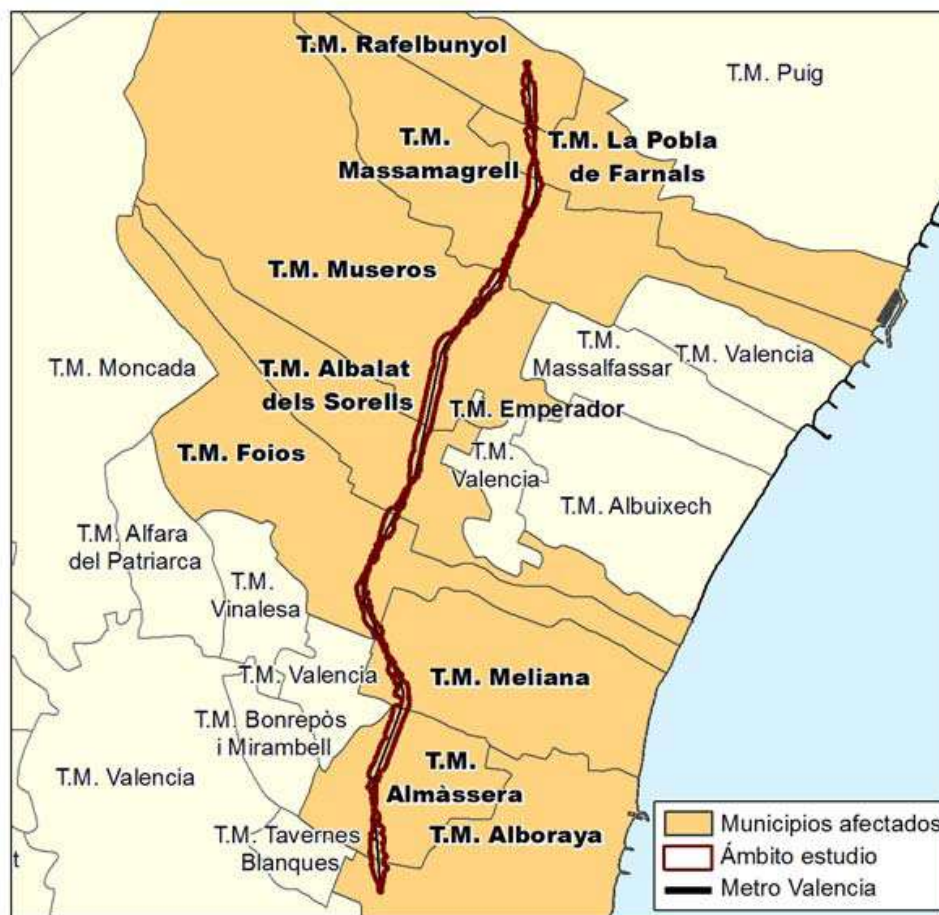 T.M. Rafelbunyol
T.M. Puig
T.M.
Massamagrell
T.M. La Pobla
de Farnals
T.M. Museros
T.M. Moncada
T.M. Albalat
dels Sorells
T.M.
Massalfassar
T.M. Valencia
T.M. Emperador
T.M. Foios
T.M.
Valencia
T.M. Albuixech
T.M. Alfara
del Patriarca
T.M.
Vinalesa
T.M. Valencia
T.M. Meliana
T.M. Bonrepòs
i Mirambell
T.M. Valencia
T.M.
Almàssera
T.M. Tavernes
Blanques
T.M. Alboraya
t
Municipios afectados
Ámbito estudio
Metro Valencia